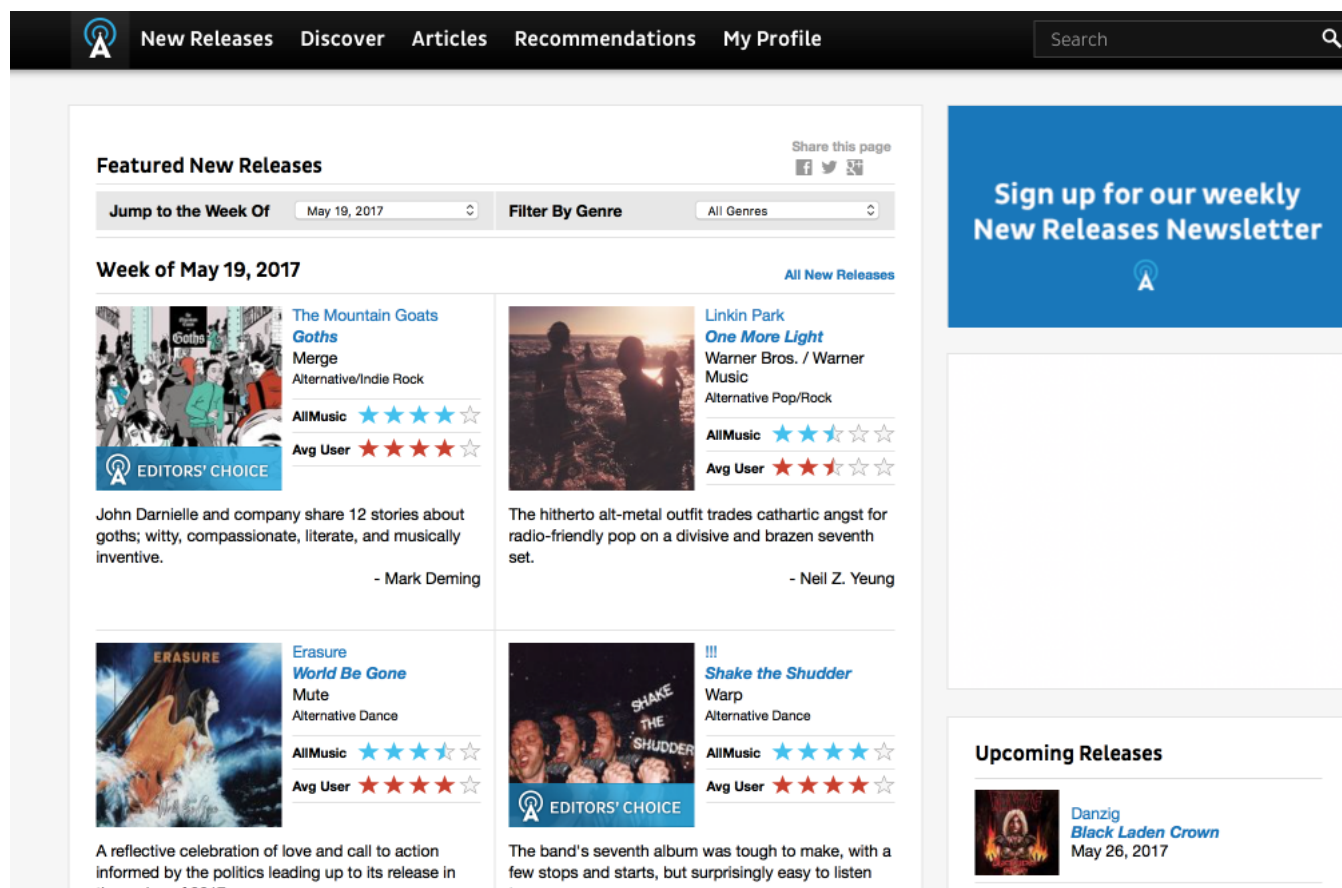 New Releases Discover Articles Recommendations My Profile
Search
Featured New Releases
Share this page
Jump to the Week Of May 19, 2017 Filter By Genre All Genres
Week of May 19, 2017
All New Releases
Goths
EDITORS' CHOICE
The Mountain Goats
Goths
Merge
Alternative/Indie Rock
AllMusic
Avg User
John Darnielle and company share 12 stories about
goths; witty, compassionate, literate, and musically
inventive.
- Mark Deming
Linkin Park
One More Light
Warner Bros. / Warner
Music
Alternative Pop/Rock
AllMusic
Avg User
The hitherto alt-metal outfit trades cathartic angst for
radio-friendly pop on a divisive and brazen seventh
set.
- Neil Z. Yeung
ERASURE
Erasure
World Be Gone
Mute
Alternative Dance
AllMusic
Avg User
A reflective celebration of love and call to action
informed by the politics leading up to its release in
SHAKE
THE
SHUDDER
EDITORS' CHOICE
!!!
Shake the Shudder
Warp
Alternative Dance
AllMusic
Avg User
The band's seventh album was tough to make, with a
few stops and starts, but surprisingly easy to listen
Sign up for our weekly
New Releases Newsletter
Upcoming Releases
Danzig
Black Laden Crown
May 26, 2017